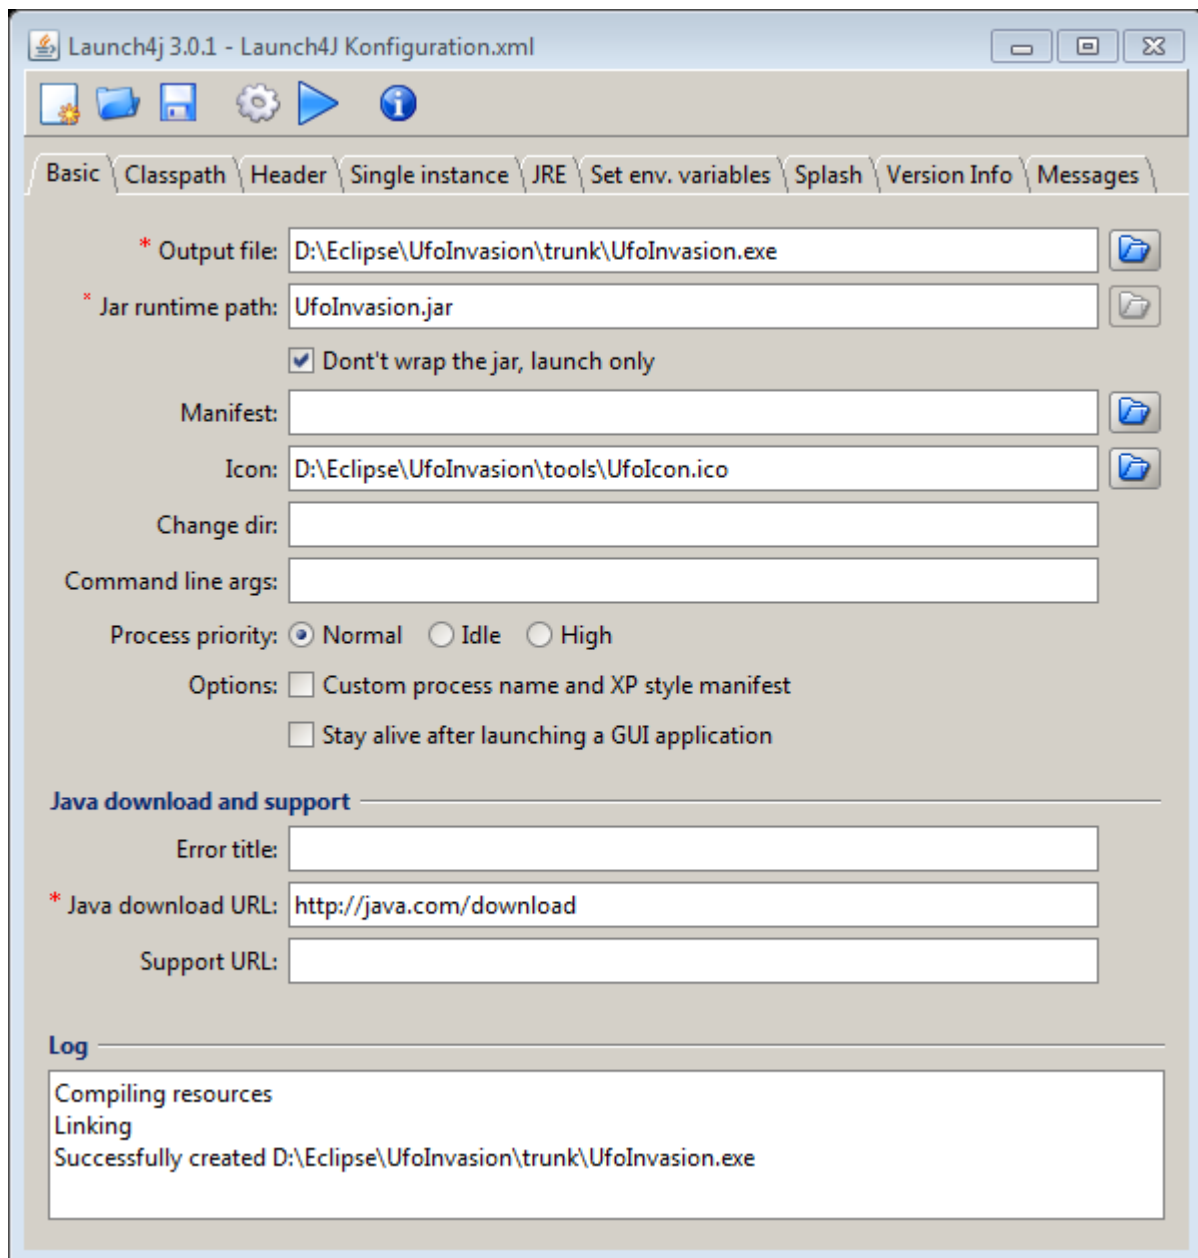 Launch4j 3.0.1 - Launch4J Konfiguration.xml
Basic Classpath Header Single instance JRE Set env. variables Splash Version Info Messages
* Output file: D:\Eclipse\UfoInvasion\trunk\UfoInvasion.exe
* Jar runtime path: UfoInvasion.jar
Dont't wrap the jar, launch only
Manifest:
Icon: D:\Eclipse\UfoInvasion\tools\UfoIcon.ico
Change dir:
Command line args:
Process priority: Normal Idle High
Options: Custom process name and XP style manifest
Stay alive after launching a GUI application
Java download and support
Error title:
* Java download URL: http://java.com/download
Support URL:
Log
Compiling resources
Linking
Successfully created D:\Eclipse\UfoInvasion\trunk\UfoInvasion.exe